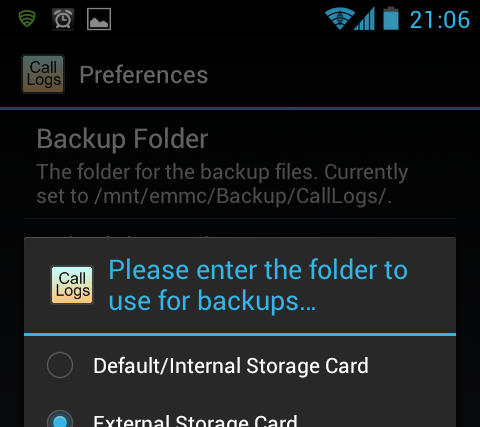 21:06
Call
Logs
Preferences
Backup Folder
The folder for the backup files. Currently
set to /mnt/emmc/Backup/CallLogs/.
Call
Logs
Please enter the folder to
use for backups...
Default/Internal Storage Card
External Storage Card